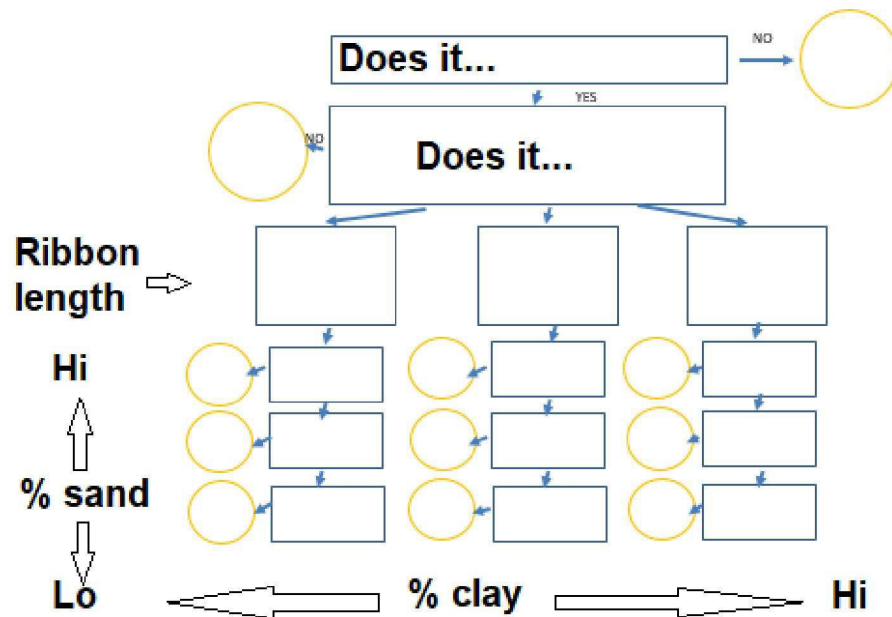 Does it...
NO
YES
NO
Does it...
Ribbon
length
Hi
% sand
Lo
% clay
Hi